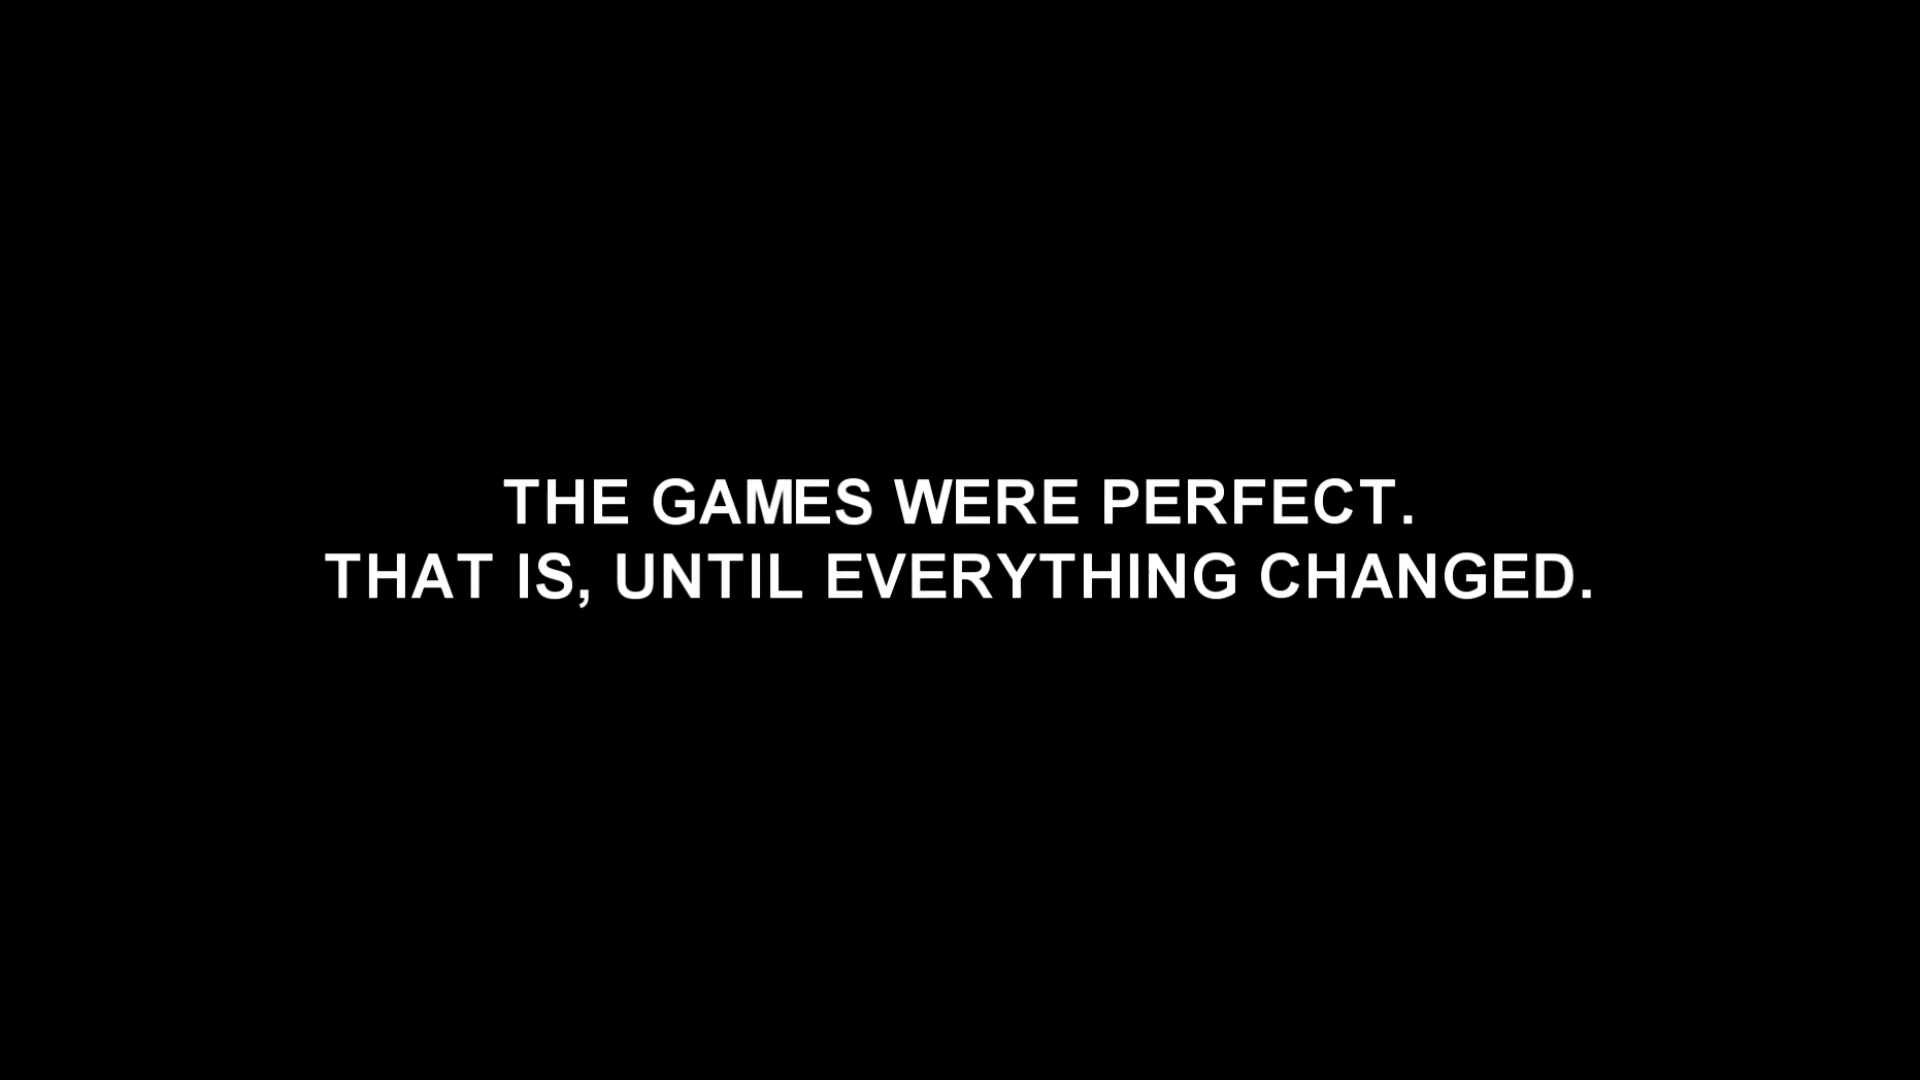 THE GAMES WERE PERFECT.
THAT IS, UNTIL EVERYTHING CHANGED.